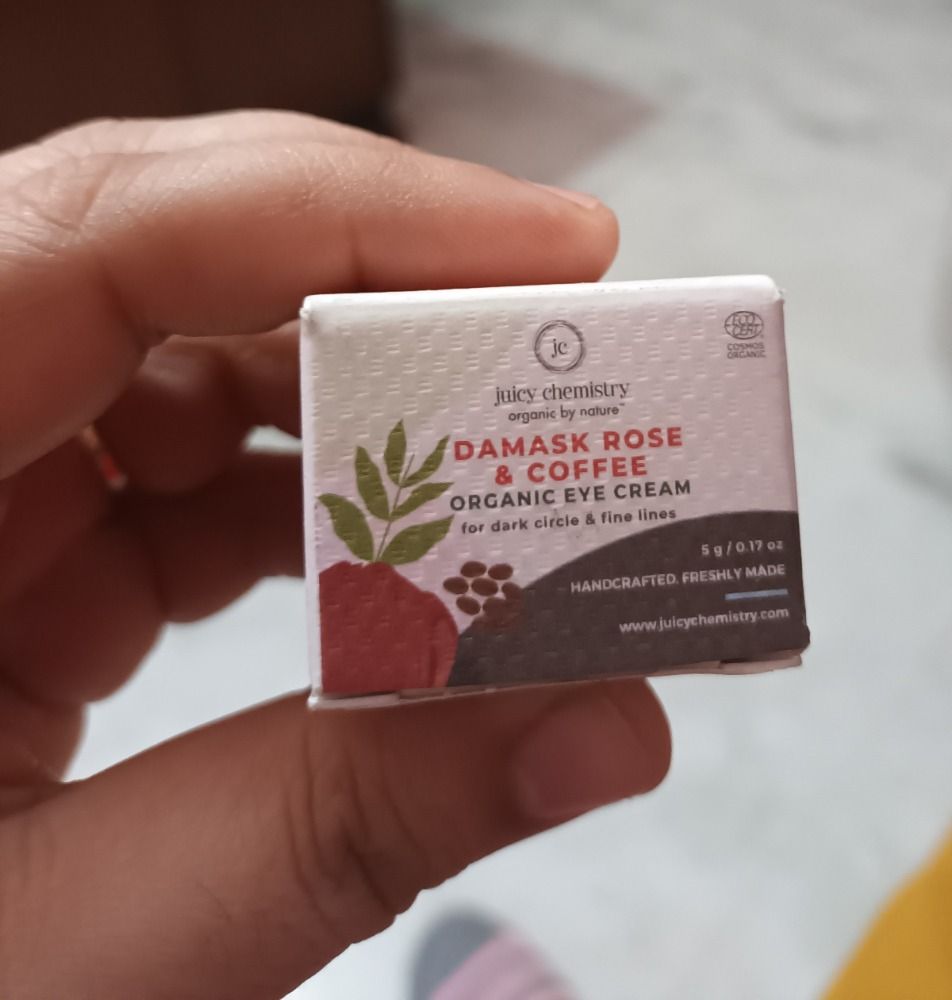 jc
ECO
CERT
COSMOS
ORGANIC
juicy chemistry
organic by nature™
DAMASK ROSE
& COFFEE
ORGANIC EYE CREAM
for dark circle & fine lines
5 g / 0.17 oz
HANDCRAFTED. FRESHLY MADE
www.juicychemistry.com